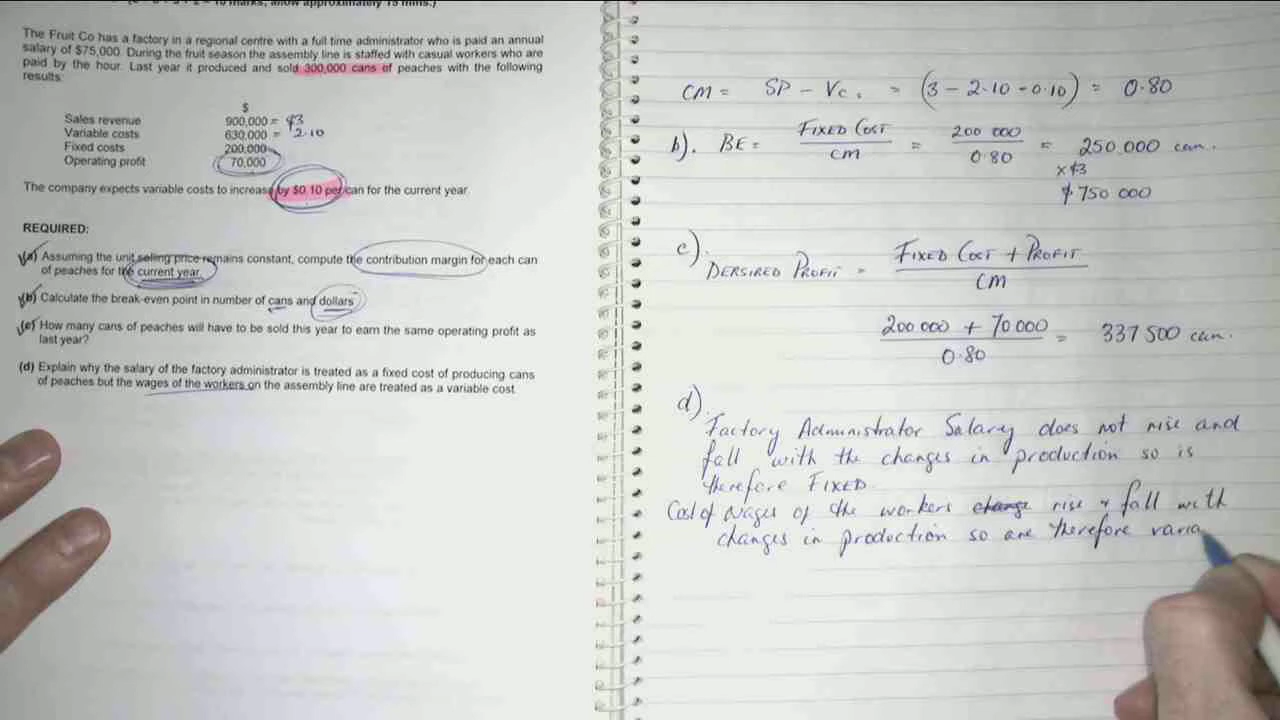 marks, allow approximately 15 mins.)
The Fruit Co has a factory in a regional centre with a full time administrator who is paid an annual
salary of $75,000. During the fruit season the assembly line is staffed with casual workers who are
paid by the hour. Last year it produced and sold 300,000 cans of peaches with the following
results:
$
Sales revenue 900,000 = $3
Variable costs 630,000 = 2.10
Fixed costs 200,000
Operating profit 70,000
The company expects variable costs to increase by $0.10 per can for the current year.
REQUIRED:
(a) Assuming the unit selling price remains constant, compute the contribution margin for each can
of peaches for the current year.
(b) Calculate the break-even point in number of cans and dollars
(c) How many cans of peaches will have to be sold this year to earn the same operating profit as
last year?
(d) Explain why the salary of the factory administrator is treated as a fixed cost of producing cans
of peaches but the wages of the workers on the assembly line are treated as a variable cost.
CM = SP - Vc. = (3 - 2.10 - 0.10) = 0.80
b). BE = FIXED COST / CM = 200 000 / 0.80 = 250,000 can.
x $3
$750 000
c). DERSIRED PROFIT = FIXED COST + PROFIT / CM
200 000 + 70 000 / 0.80 = 337 500 can.
d).
Factory Administrator Salary does not rise and
fall with the changes in production so is
therefore FIXED
Cost of wages of the workers change rise + fall with
changes in production so are therefore varia